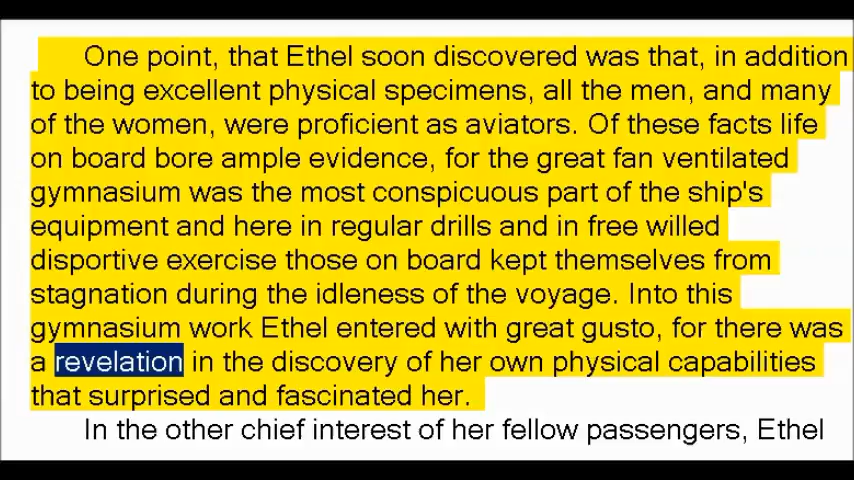 One point, that Ethel soon discovered was that, in addition
to being excellent physical specimens, all the men, and many
of the women, were proficient as aviators. Of these facts life
on board bore ample evidence, for the great fan ventilated
gymnasium was the most conspicuous part of the ship's
equipment and here in regular drills and in free willed
disportive exercise those on board kept themselves from
stagnation during the idleness of the voyage. Into this
gymnasium work Ethel entered with great gusto, for there was
a revelation in the discovery of her own physical capabilities
that surprised and fascinated her.
In the other chief interest of her fellow passengers, Ethel